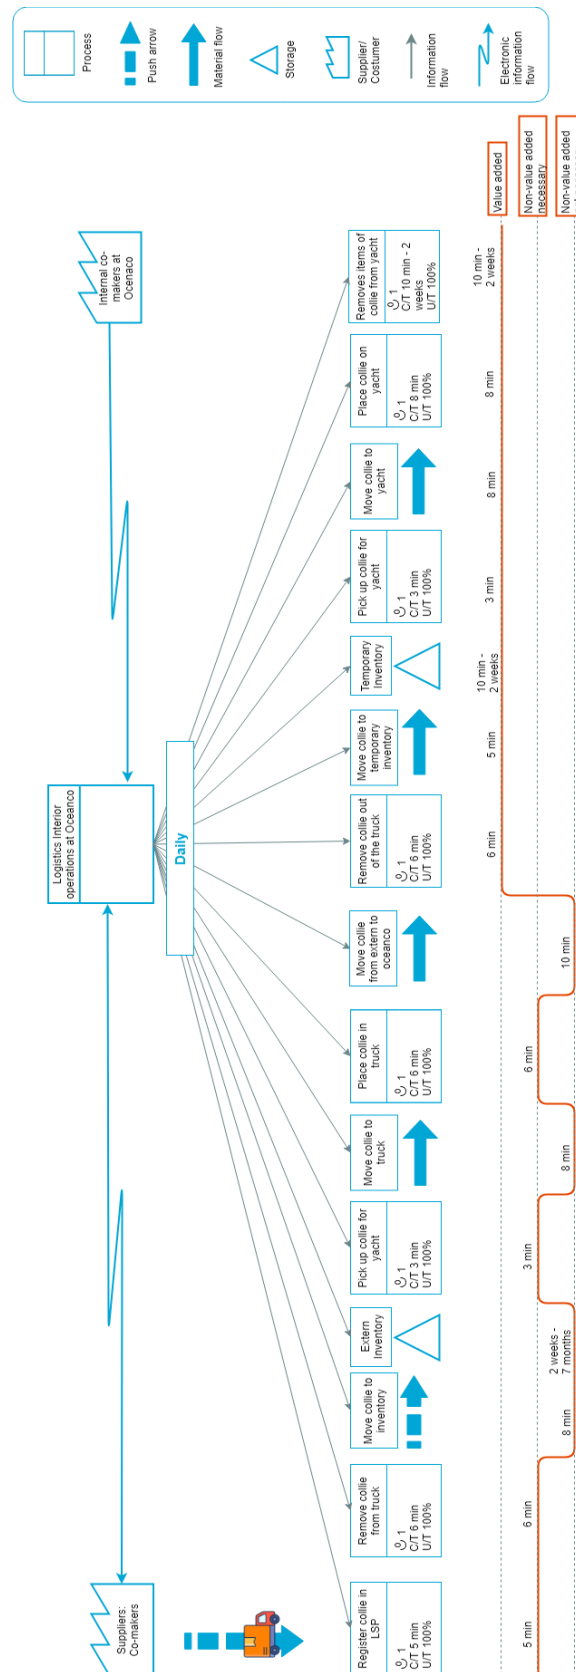 Process
Push arrow
Material flow
Storage
Supplier/
Costumer
Information
flow
Electronic
information
flow
Suppliers:
Co-makers
Logistics Interior
operations at Oceanco
Internal co-
makers at
Ocenaco
Daily
Register collie in
LSP
1
C/T 5 min
U/T 100%
Remove collie
from truck
1
C/T 6 min
U/T 100%
Move collie to
inventory
Extern
Inventory
Pick up collie for
yacht
1
C/T 3 min
U/T 100%
Move collie to
truck
Place collie in
truck
1
C/T 6 min
U/T 100%
Move collie
from extern to
oceanco
Remove collie out
of the truck
1
C/T 6 min
U/T 100%
Move collie to
temporary
inventory
Temporary
Inventory
Pick up collie for
yacht
1
C/T 3 min
U/T 100%
Move collie to
yacht
Place collie on
yacht
1
C/T 8 min
U/T 100%
Removes items of
collie from yacht
1
C/T 10 min - 2
weeks
U/T 100%
5 min
6 min
8 min
2 weeks -
7 months
3 min
8 min
6 min
10 min
6 min
5 min
10 min -
2 weeks
3 min
8 min
8 min
10 min -
2 weeks
Value added
Non-value added
necessary
Non-value added